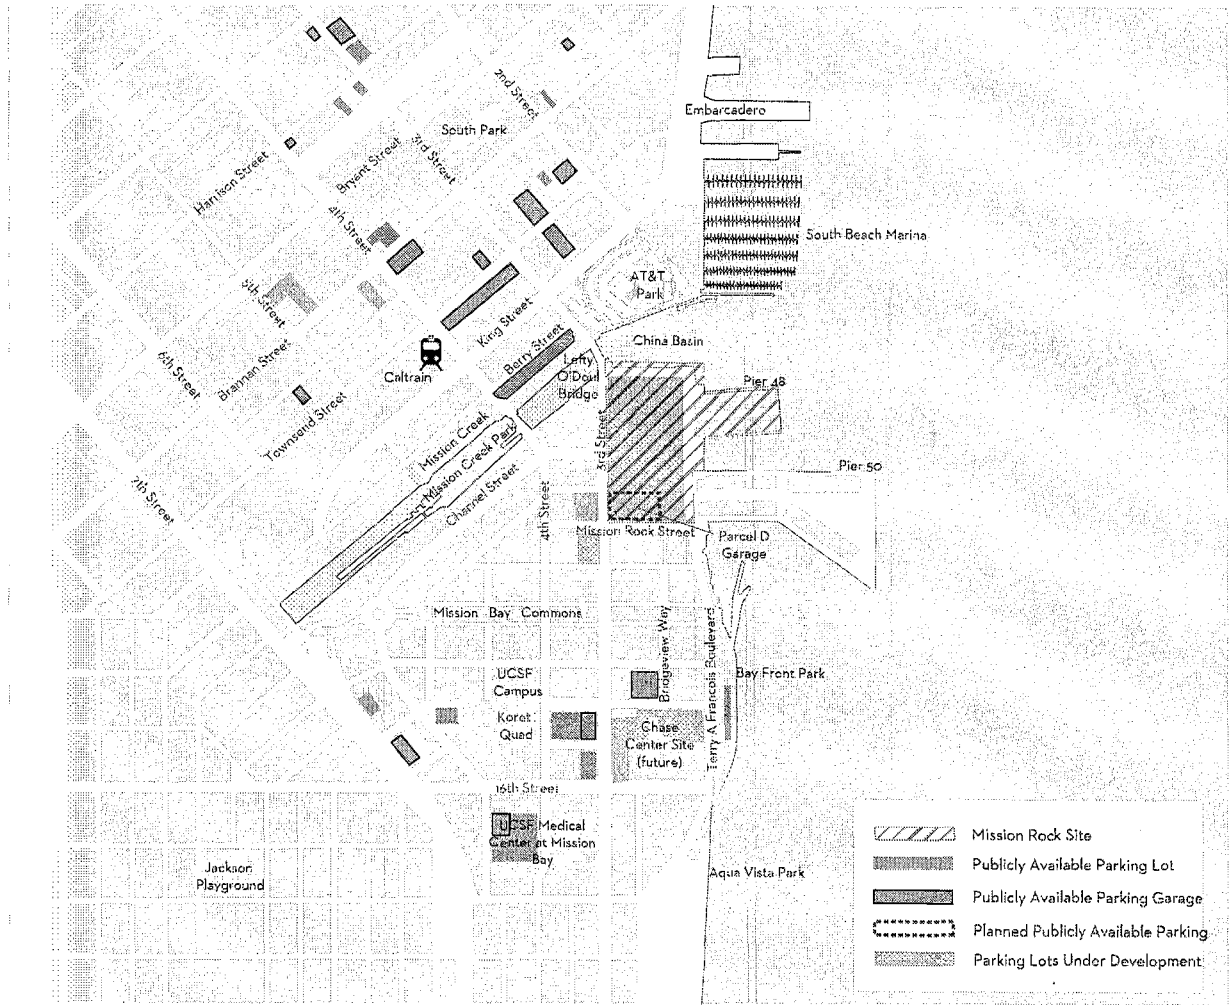 2nd Street
Embarcadero
South Park
3rd Street
Bryant Street
Harrison Street
4th Street
South Beach Marina
AT&T
Park
5th Street
King Street
China Basin
Berry Street
Lefty
O'Doul
Bridge
Caltrain
6th Street
Brannan Street
Pier 48
Townsend Street
Mission Creek
Mission Creek Park
3rd Street
Pier 50
Channel Street
7th Street
4th Street
Mission Rock Street
Parcel D
Garage
Mission Bay Commons
Bridgeview Way
Terry A Francois Boulevard
UCSF
Campus
Bay Front Park
Koret
Quad
Chase
Center Site
(future)
16th Street
UCSF Medical
Center at Mission
Bay
Jackson
Playground
Aqua Vista Park
Mission Rock Site
Publicly Available Parking Lot
Publicly Available Parking Garage
Planned Publicly Available Parking
Parking Lots Under Development